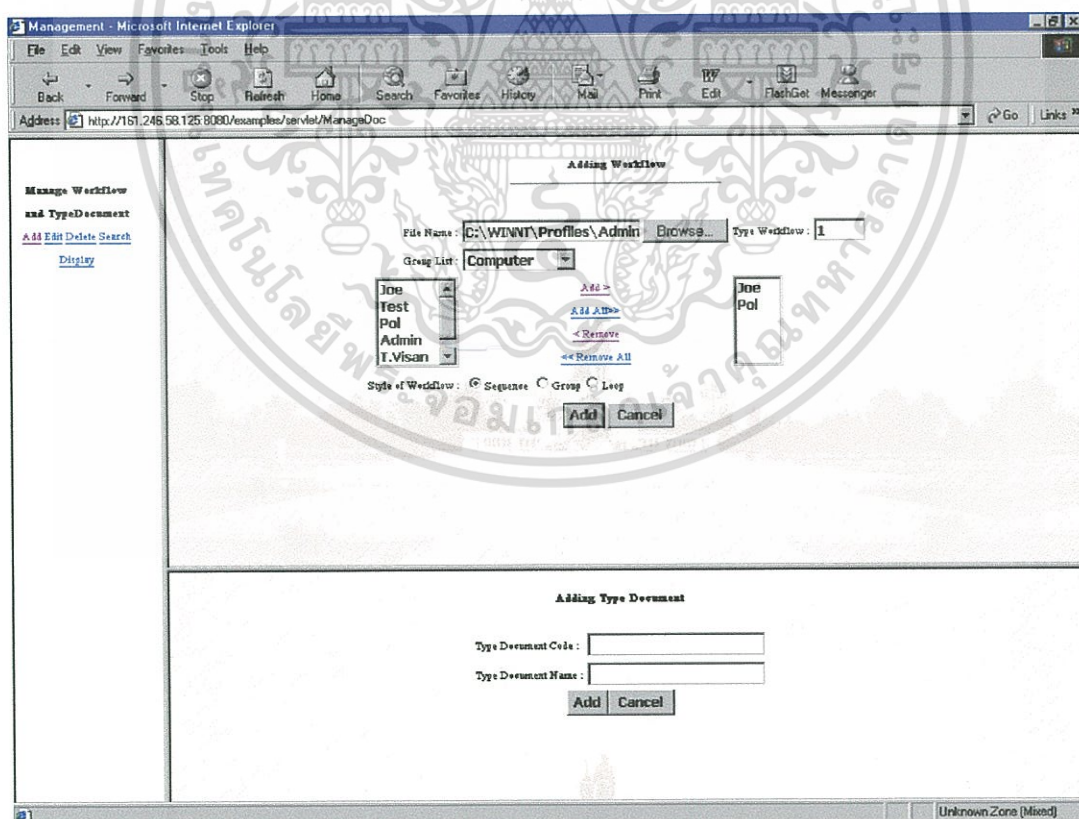 Management - Microsoft Internet Explorer
File Edit View Favorites Tools Help
Back Forward Stop Refresh Home Search Favorites History Mail Print Edit FlashGet Messenger
Address http://161.246.58.125:8080/examples/servlet/ManageDoc Go Links »
Manage Workflow
and TypeDocument
Add Edit Delete Search
Display
Adding Workflow
File Name : C:\WINNT\Profiles\Admin Browse... Type Workflow : 1
Group List : Computer
Joe
Test
Pol
Admin
T.Visan
Add >
Add All>>
< Remove
<< Remove All
Joe
Pol
Style of Workflow : Sequence Group Loop
Add Cancel
Adding Type Document
Type Document Code :
Type Document Name :
Add Cancel
Unknown Zone (Mixed)